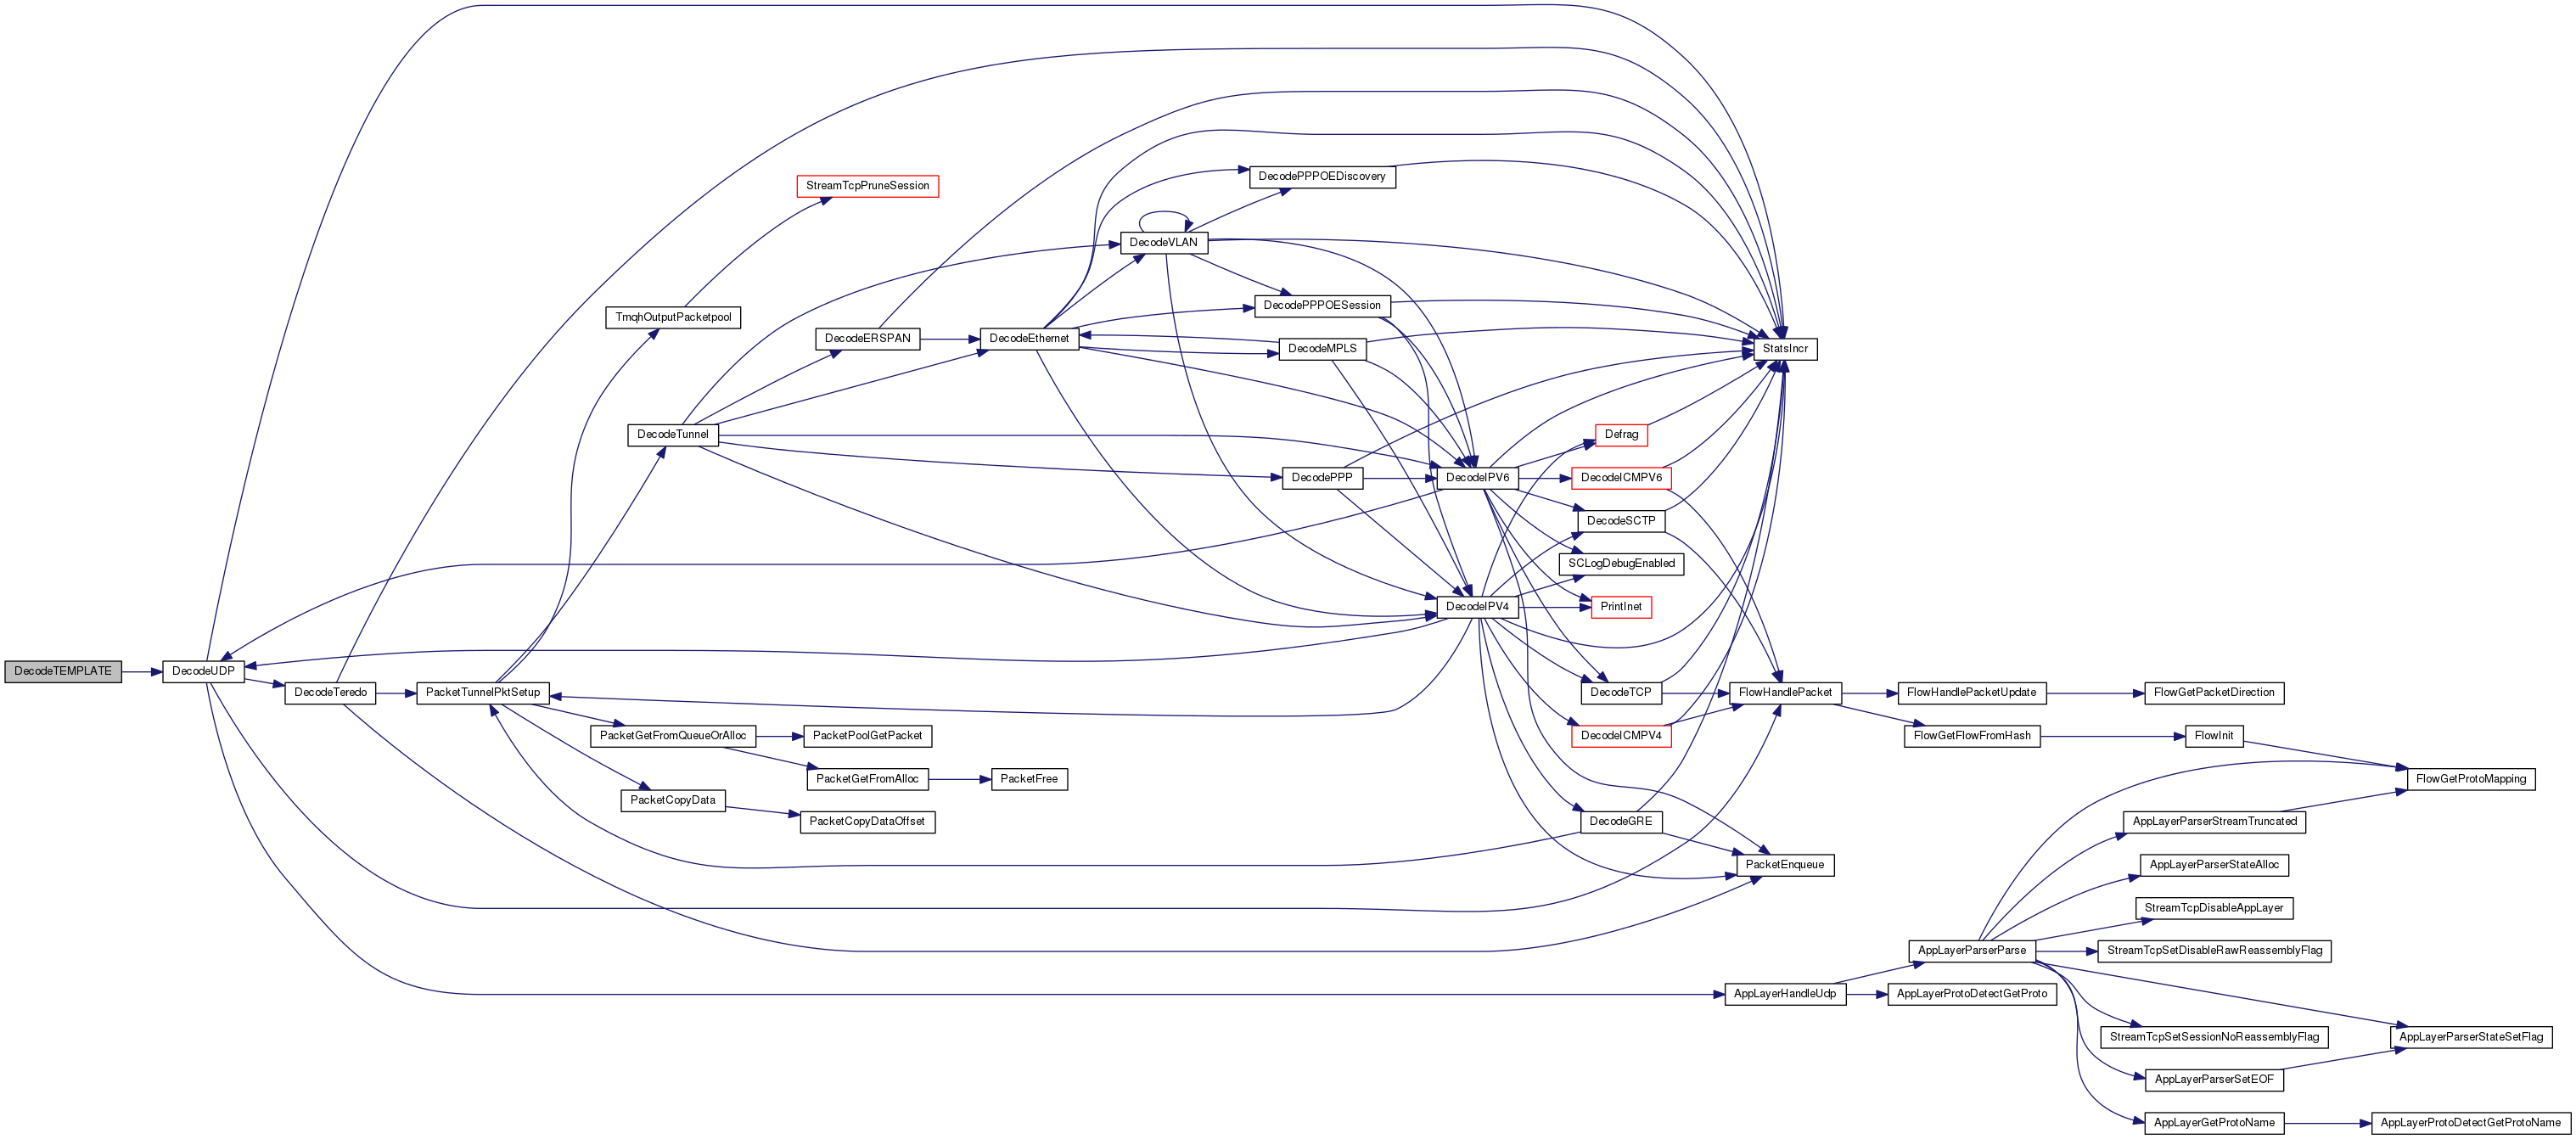 DecodeTEMPLATE
DecodeUDP
DecodeTeredo
PacketTunnelPktSetup
TmqhOutputPacketpool
StreamTcpPruneSession
DecodeTunnel
DecodeERSPAN
DecodeEthernet
DecodeVLAN
DecodePPPOEDiscovery
DecodePPPOESession
DecodeMPLS
DecodePPP
DecodeIPV6
DecodeIPV4
StatsIncr
Defrag
DecodeICMPV6
DecodeSCTP
SCLogDebugEnabled
PrintInet
DecodeTCP
DecodeICMPV4
DecodeGRE
PacketEnqueue
FlowHandlePacket
FlowHandlePacketUpdate
FlowGetPacketDirection
FlowGetFlowFromHash
FlowInit
FlowGetProtoMapping
PacketGetFromQueueOrAlloc
PacketPoolGetPacket
PacketGetFromAlloc
PacketFree
PacketCopyData
PacketCopyDataOffset
AppLayerHandleUdp
AppLayerParserParse
AppLayerProtoDetectGetProto
AppLayerParserStreamTruncated
AppLayerParserStateAlloc
StreamTcpDisableAppLayer
StreamTcpSetDisableRawReassemblyFlag
StreamTcpSetSessionNoReassemblyFlag
AppLayerParserStateSetFlag
AppLayerParserSetEOF
AppLayerGetProtoName
AppLayerProtoDetectGetProtoName